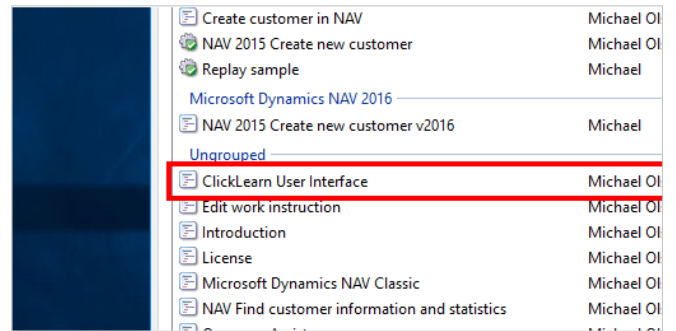 Create customer in NAV Michael Ol
NAV 2015 Create new customer Michael Ol
Replay sample Michael
Microsoft Dynamics NAV 2016
NAV 2015 Create new customer v2016 Michael
Ungrouped
ClickLearn User Interface Michael Ol
Edit work instruction Michael Ol
Introduction Michael Ol
License Michael Ol
Microsoft Dynamics NAV Classic Michael Ol
NAV Find customer information and statistics Michael Ol